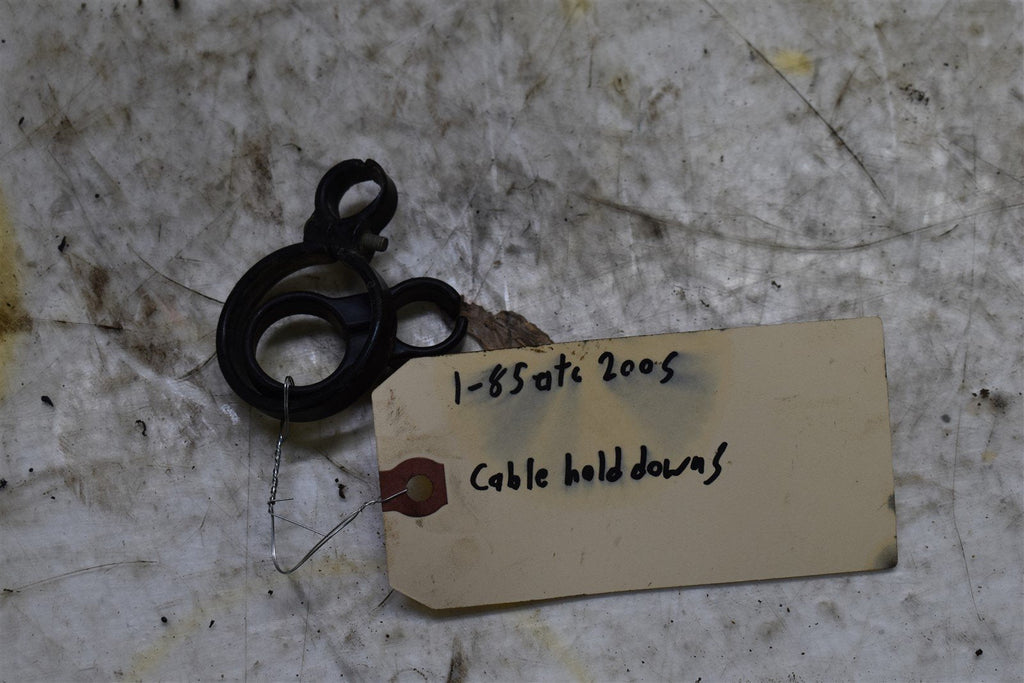 1-85 atc 200s
Cable hold downs